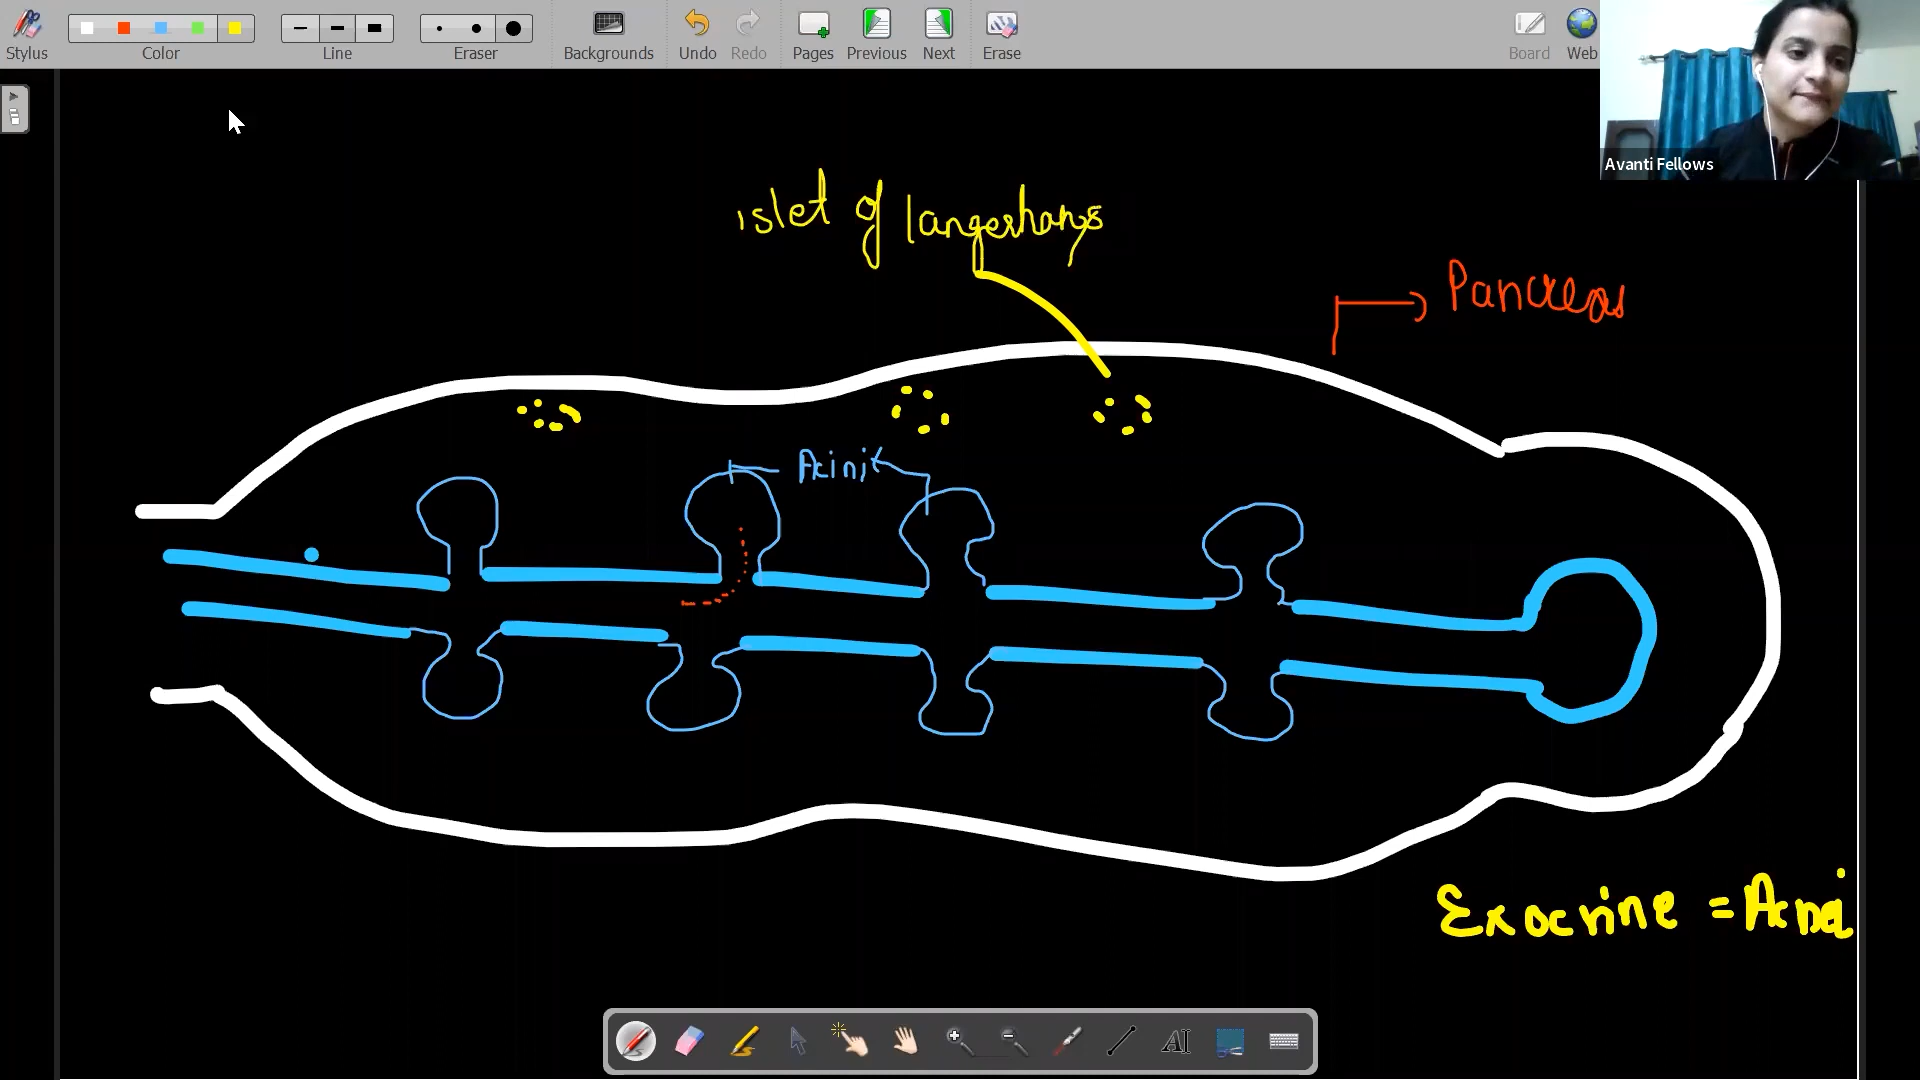 Stylus
Color
Line
Eraser
Backgrounds
Undo
Redo
Pages
Previous
Next
Erase
Board
Web
Avanti Fellows
islet of langerhans
Pancreas
Acini
Exocrine = Acini
AI